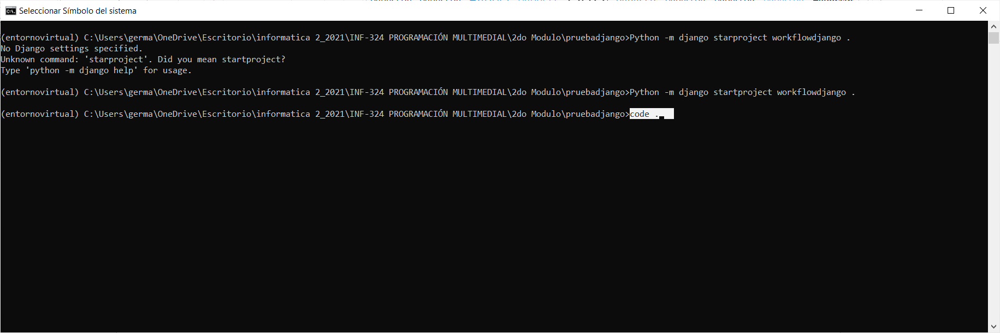 Seleccionar Símbolo del sistema
(entornovirtual) C:\Users\germa\OneDrive\Escritorio\informatica 2_2021\INF-324 PROGRAMACIÓN MULTIMEDIAL\2do Modulo\pruebadjango>Python -m django starproject workflowdjango .
No Django settings specified.
Unknown command: 'starproject'. Did you mean startproject?
Type 'python -m django help' for usage.
(entornovirtual) C:\Users\germa\OneDrive\Escritorio\informatica 2_2021\INF-324 PROGRAMACIÓN MULTIMEDIAL\2do Modulo\pruebadjango>Python -m django startproject workflowdjango .
(entornovirtual) C:\Users\germa\OneDrive\Escritorio\informatica 2_2021\INF-324 PROGRAMACIÓN MULTIMEDIAL\2do Modulo\pruebadjango>code .